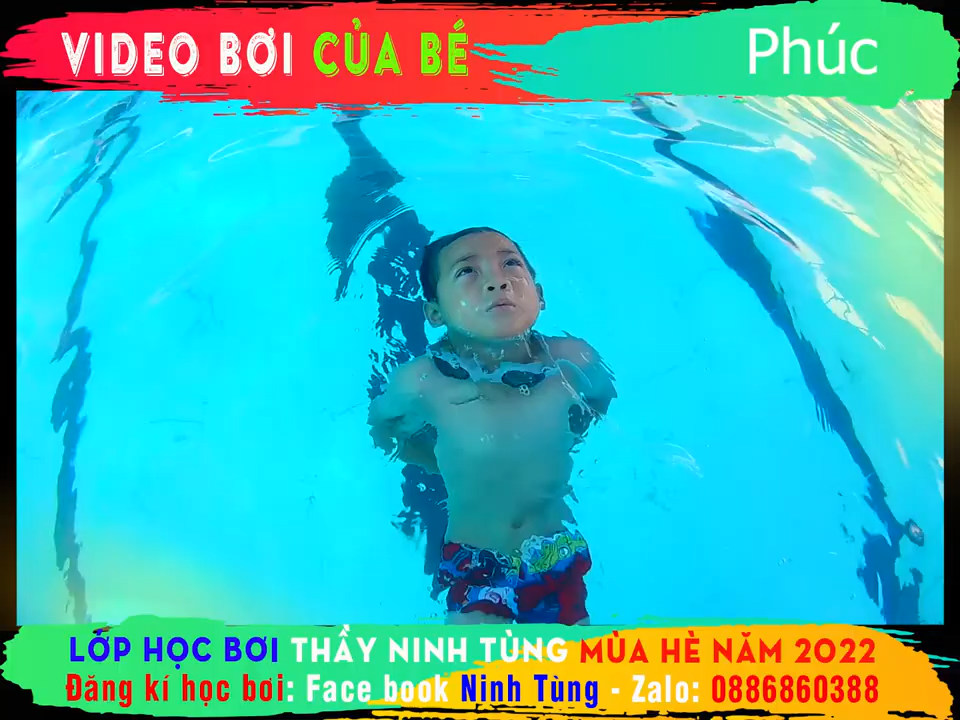 VIDEO BƠI CỦA BÉ
Phúc
LỚP HỌC BƠI THẦY NINH TÙNG MÙA HÈ NĂM 2022
Đăng kí học bơi: Face book Ninh Tùng - Zalo: 0886860388